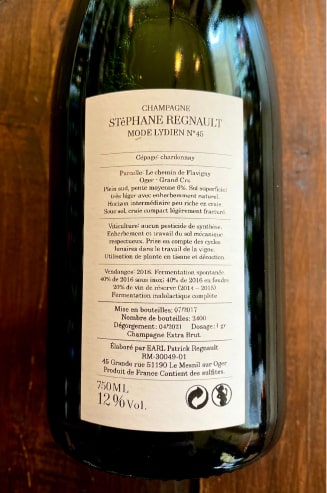 CHAMPAGNE
STéPHANE REGNAULT
MODE LYDIEN N°45
Cépage: chardonnay
Parcelle: Le chemin de Flavigny
Oger - Grand Cru
Plein sud, pente moyenne 6%. Sol superficiel
très léger avec enherbement naturel.
Horizon intermédiaire peu riche en craie.
Sous sol, craie compact légèrement fracturé.
Viticulture: aucun pesticide de synthèse.
Enherbement et travail du sol mécanique
respectueux. Prise en compte des cycles
lunaires dans le travail de la vigne.
Utilisation de plante en tisane et décoction.
Vendanges: 2016. Fermentation spontanée.
40% de 2016 sous inox; 40% de 2016 en foudre
20% de vin de réserve (2014 - 2015)
Fermentation malolactique complète
Mise en bouteilles: 07/2017
Nombre de bouteilles: 2400
Dégorgement: 04/2021 Dosage: 1 gr
Champagne Extra Brut.
Élaboré par EARL Patrick Regnault
RM-30049-01
45 Grande rue 51190 Le Mesnil sur Oger
Produit de France Contient des sulfites.
750ML
12%Vol.